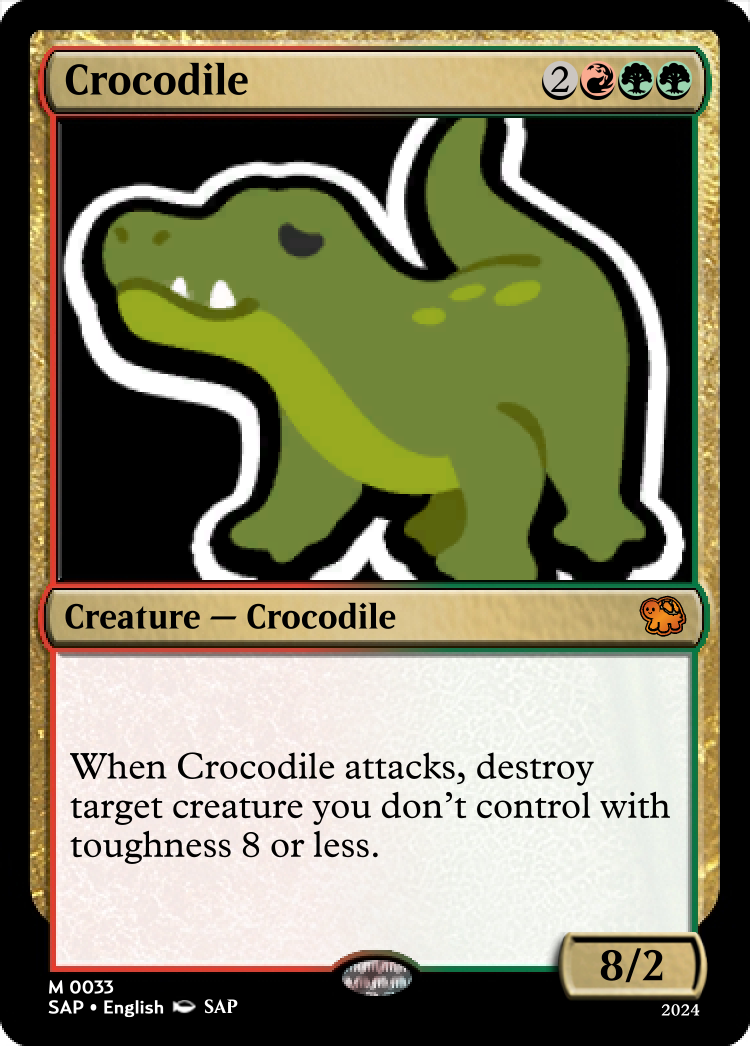 Crocodile 2
Creature — Crocodile
When Crocodile attacks, destroy
target creature you don't control with
toughness 8 or less.
8/2
M 0033
SAP • English SAP
2024